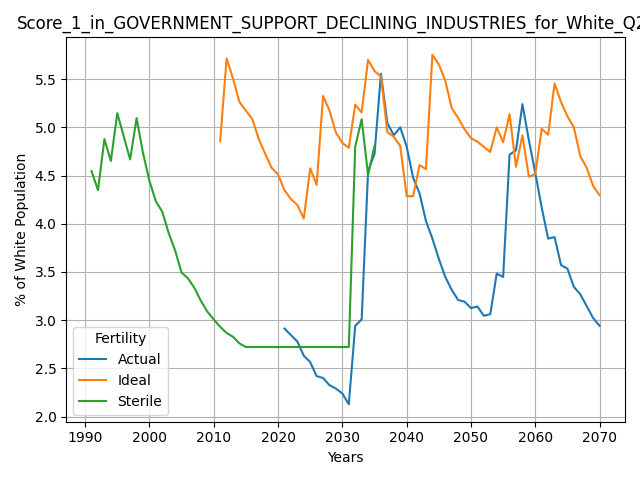 Score_1_in_GOVERNMENT_SUPPORT_DECLINING_INDUSTRIES_for_White_Q2
% of White Population
5.5
5.0
4.5
4.0
3.5
3.0
2.5
2.0
Fertility
Actual
Ideal
Sterile
1990 2000 2010 2020 2030 2040 2050 2060 2070
Years